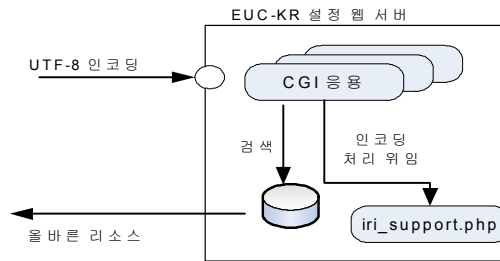 EUC-KR 설정 웹 서버
UTF-8 인코딩
CGI 응용
검색
인코딩
처리 위임
올바른 리소스
iri_support.php